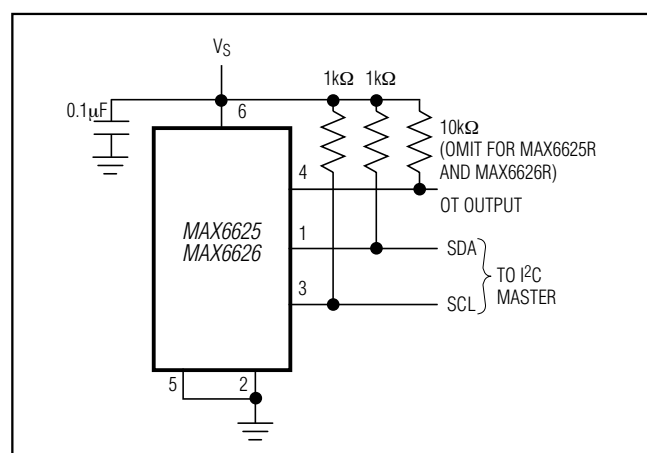 VS
1kΩ 1kΩ
0.1µF
6
10kΩ
(OMIT FOR MAX6625R
AND MAX6626R)
4
OT OUTPUT
MAX6625
MAX6626
1
SDA
TO I²C
MASTER
3
SCL
5
2